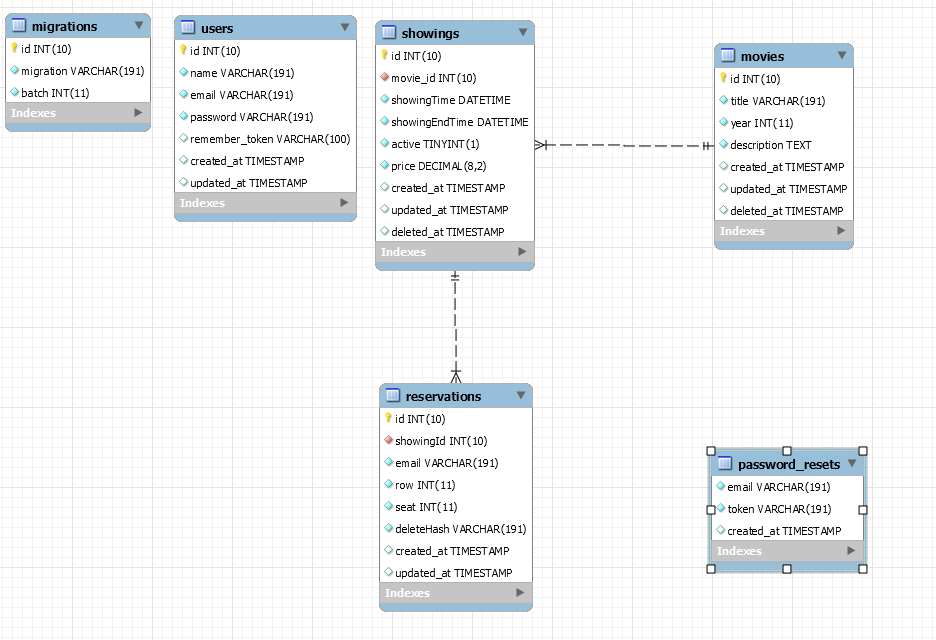 migrations
id INT(10)
migration VARCHAR(191)
batch INT(11)
Indexes
users
id INT(10)
name VARCHAR(191)
email VARCHAR(191)
password VARCHAR(191)
remember_token VARCHAR(100)
created_at TIMESTAMP
updated_at TIMESTAMP
Indexes
showings
id INT(10)
movie_id INT(10)
showingTime DATETIME
showingEndTime DATETIME
active TINYINT(1)
price DECIMAL(8,2)
created_at TIMESTAMP
updated_at TIMESTAMP
deleted_at TIMESTAMP
Indexes
movies
id INT(10)
title VARCHAR(191)
year INT(11)
description TEXT
created_at TIMESTAMP
updated_at TIMESTAMP
deleted_at TIMESTAMP
Indexes
reservations
id INT(10)
showingId INT(10)
email VARCHAR(191)
row INT(11)
seat INT(11)
deleteHash VARCHAR(191)
created_at TIMESTAMP
updated_at TIMESTAMP
Indexes
password_resets
email VARCHAR(191)
token VARCHAR(191)
created_at TIMESTAMP
Indexes